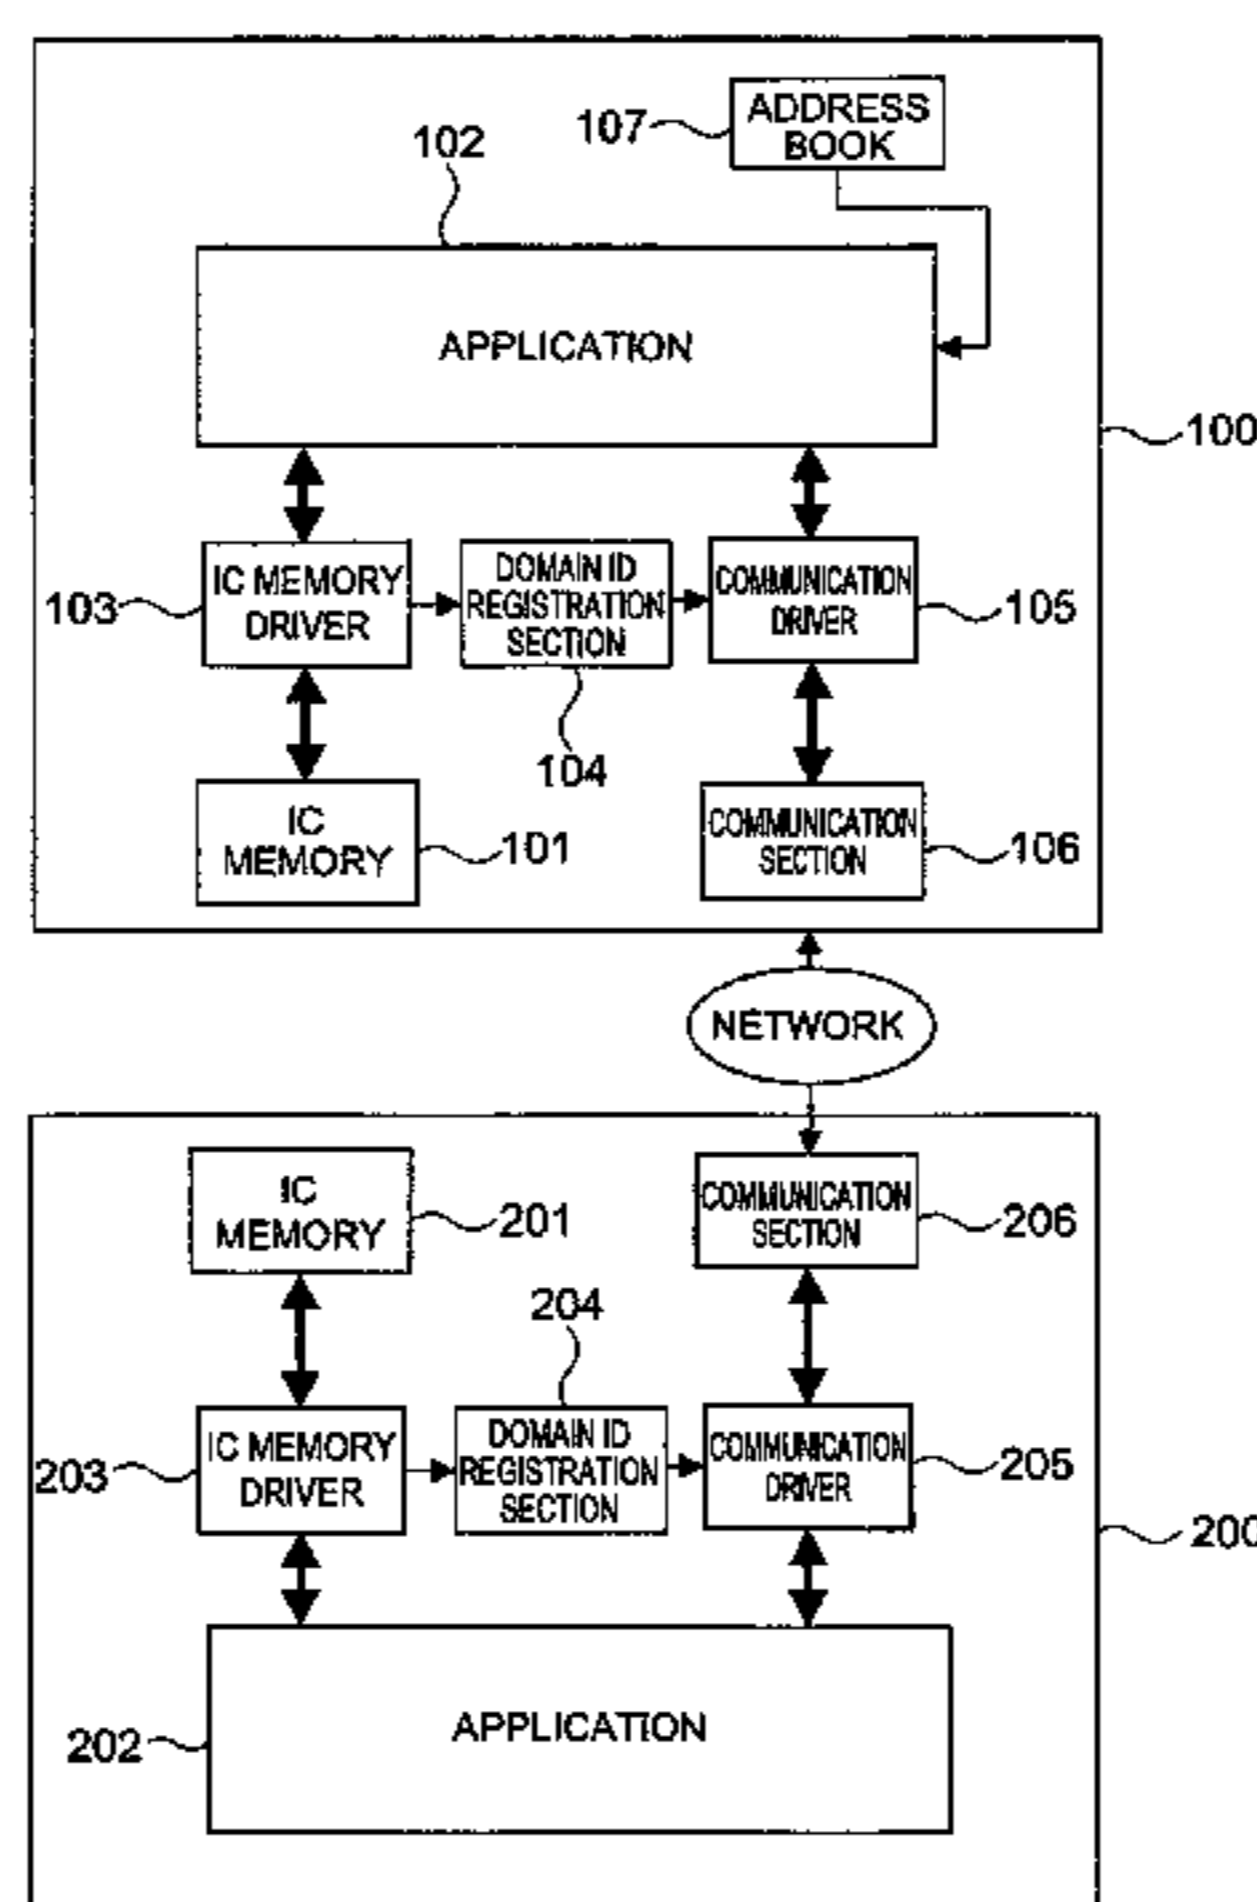 ADDRESS
BOOK
107
102
APPLICATION
100
IC MEMORY
DRIVER
103
DOMAIN ID
REGISTRATION
SECTION
104
COMMUNICATION
DRIVER
105
IC
MEMORY
101
COMMUNICATION
SECTION
106
NETWORK
IC
MEMORY
201
COMMUNICATION
SECTION
206
204
IC MEMORY
DRIVER
203
DOMAIN ID
REGISTRATION
SECTION
COMMUNICATION
DRIVER
205
200
APPLICATION
202